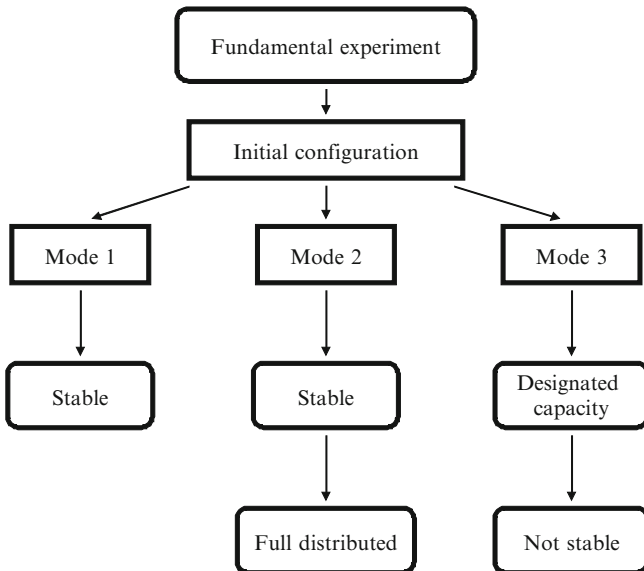 Fundamental experiment
Initial configuration
Mode 1
Mode 2
Mode 3
Stable
Stable
Designated
capacity
Full distributed
Not stable